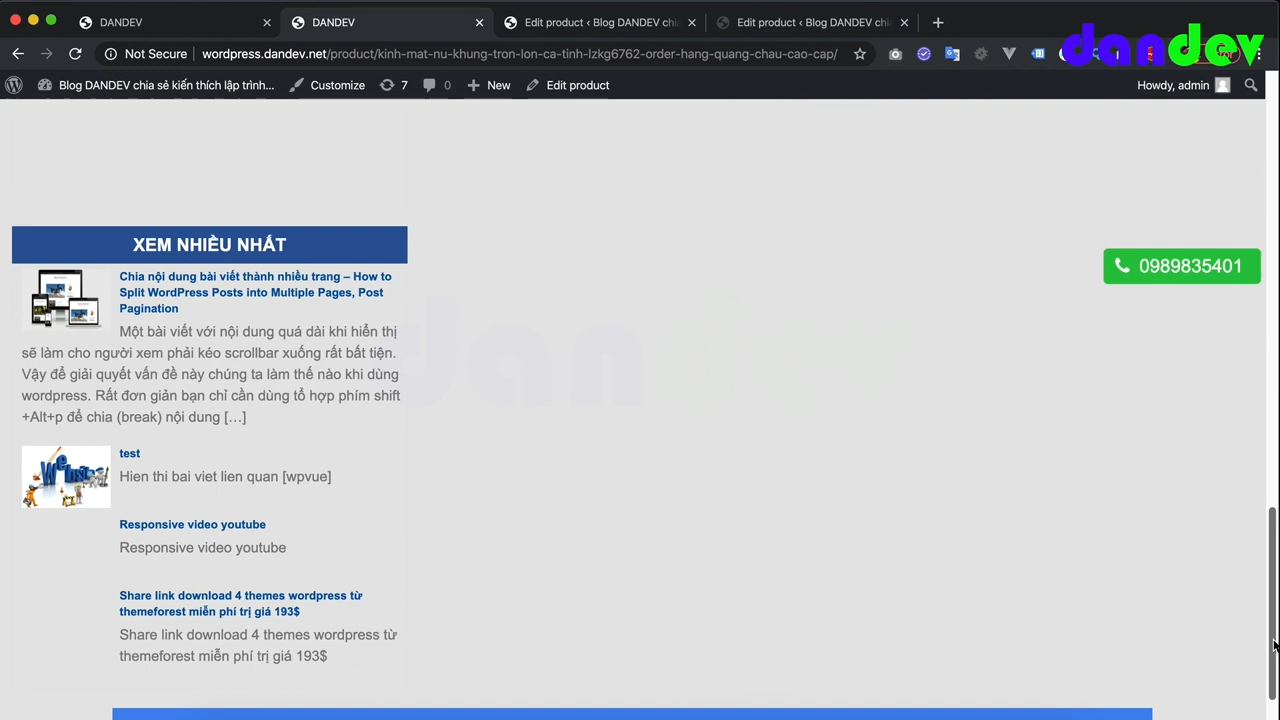 DANDEV
DANDEV
Edit product ‹ Blog DANDEV chi
Edit product ‹ Blog DANDEV chi
Not Secure
wordpress.dandev.net/product/kinh-mat-nu-khung-tron-lon-ca-tinh-lzkg6762-order-hang-quang-chau-cao-cap/
dandev
Blog DANDEV chia sẻ kiến thích lập trình...
Customize
7
0
New
Edit product
Howdy, admin
XEM NHIỀU NHẤT
Chia nội dung bài viết thành nhiều trang – How to
Split WordPress Posts into Multiple Pages, Post
Pagination
Một bài viết với nội dung quá dài khi hiển thị
sẽ làm cho người xem phải kéo scrollbar xuống rất bất tiện.
Vậy để giải quyết vấn đề này chúng ta làm thế nào khi dùng
wordpress. Rất đơn giản bạn chỉ cần dùng tổ hợp phím shift
+Alt+p để chia (break) nội dung […]
0989835401
dan
test
Hien thi bai viet lien quan [wpvue]
Responsive video youtube
Responsive video youtube
Share link download 4 themes wordpress từ
themeforest miễn phí trị giá 193$
Share link download 4 themes wordpress từ
themeforest miễn phí trị giá 193$